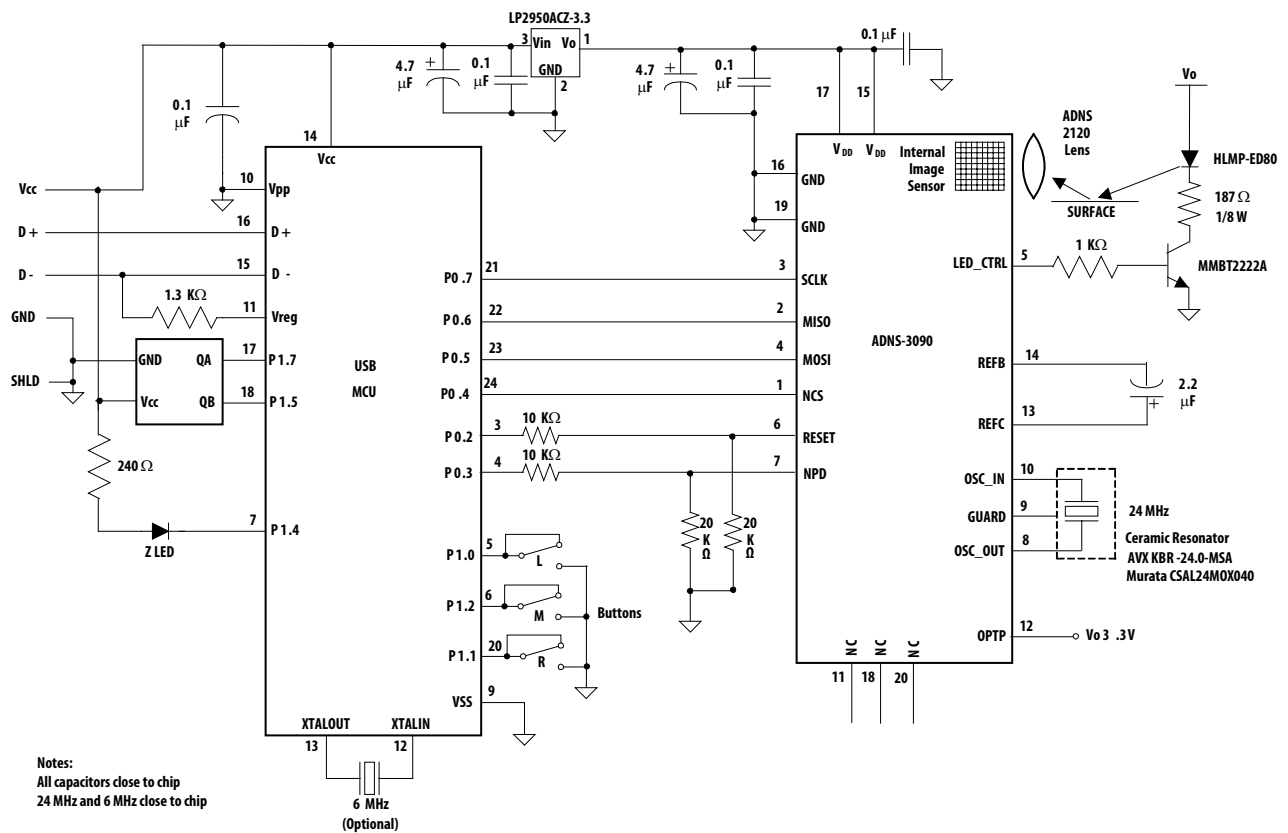 LP2950ACZ-3.3
3 Vin Vo 1
GND
2
4.7
μF
0.1
μF
4.7
μF
0.1
μF
0.1 μF
0.1
μF
14
Vcc
17
15
VDD
VDD
Internal
Image
Sensor
ADNS
2120
Lens
Vo
HLMP-ED80
187 Ω
1/8 W
SURFACE
MMBT2222A
1 KΩ
5
LED_CTRL
Vcc
10
Vpp
D +
16
D +
D -
15
D -
1.3 KΩ
11
Vreg
GND
SHLD
GND
QA
17
P1.7
Vcc
QB
18
P1.5
240 Ω
Z LED
7
P1.4
USB
MCU
16
GND
19
GND
P0.7
21
3
SCLK
P0.6
22
2
MISO
P0.5
23
4
MOSI
P0.4
24
1
NCS
P0.2
3
10 KΩ
6
RESET
P0.3
4
10 KΩ
7
NPD
20
K
Ω
20
K
Ω
ADNS-3090
REFB
14
2.2
μF
REFC
13
OSC_IN
10
GUARD
9
OSC_OUT
8
24 MHz
Ceramic Resonator
AVX KBR -24.0-MSA
Murata CSAL24MOX040
OPTP
12
Vo 3 .3V
NC
NC
NC
11
18
20
P1.0
5
L
P1.2
6
M
Buttons
P1.1
20
R
VSS
9
XTALOUT
XTALIN
13
12
6 MHz
(Optional)
Notes:
All capacitors close to chip
24 MHz and 6 MHz close to chip